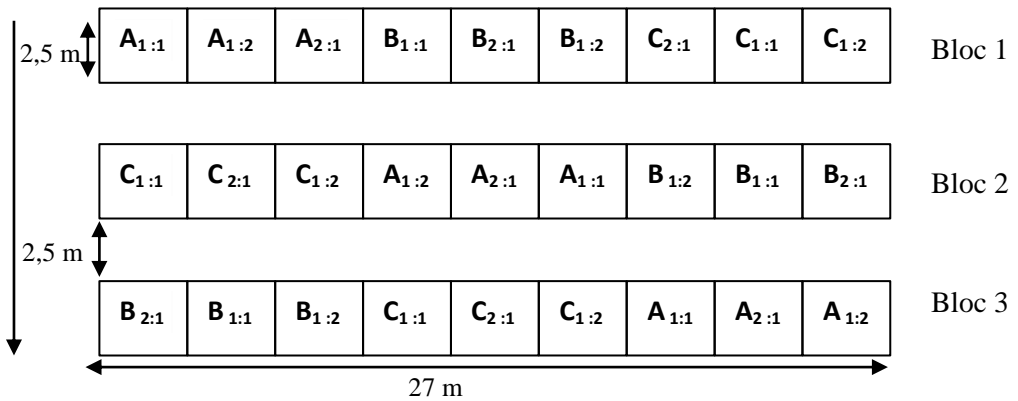 2,5 m A1 :1 A1 :2 A2 :1 B1 :1 B2 :1 B1 :2 C2 :1 C1 :1 C1 :2 Bloc 1
C1 :1 C 2:1 C1 :2 A1 :2 A2 :1 A1 :1 B 1:2 B1 :1 B2 :1 Bloc 2
2,5 m
B 2:1 B 1:1 B1 :2 C1 :1 C2 :1 C1 :2 A 1:1 A2 :1 A 1:2 Bloc 3
27 m